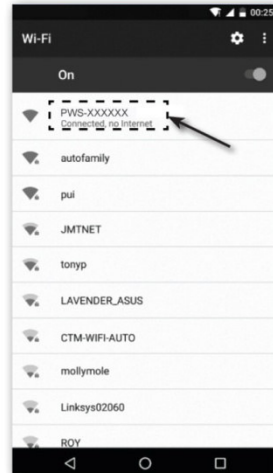 00:25
Wi-Fi
On
PWS-XXXXXX
Connected, no Internet
autofamily
pui
JMTNET
tonyp
LAVENDER_ASUS
CTM-WIFI-AUTO
mollymole
Linksys02060
ROY